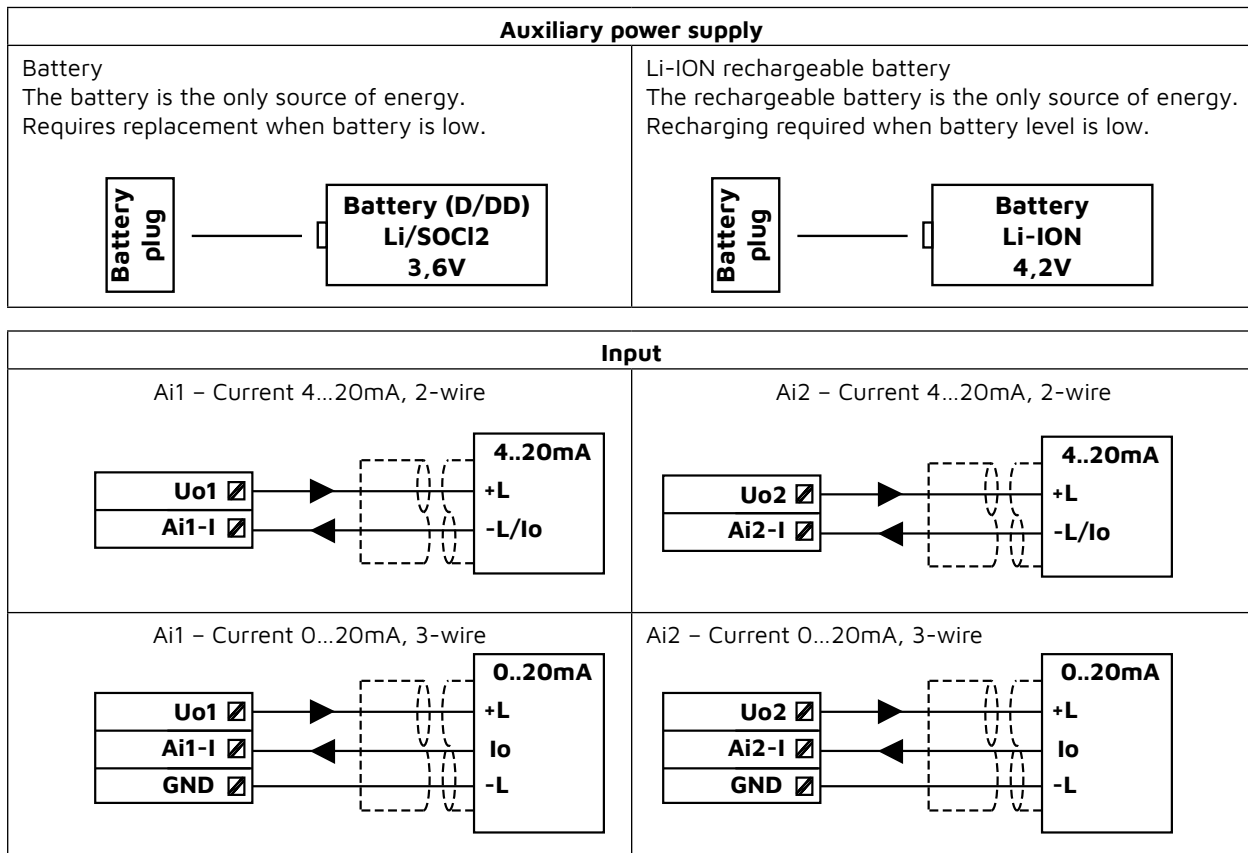 Auxiliary power supply
Battery
The battery is the only source of energy.
Requires replacement when battery is low.
Battery
plug
Battery (D/DD)
Li/SOCl2
3,6V
Li-ION rechargeable battery
The rechargeable battery is the only source of energy.
Recharging required when battery level is low.
Battery
plug
Battery
Li-ION
4,2V
Input
Ai1 – Current 4...20mA, 2-wire
Uo1
Ai1-I
4..20mA
+L
-L/Io
Ai2 – Current 4...20mA, 2-wire
Uo2
Ai2-I
4..20mA
+L
-L/Io
Ai1 – Current 0...20mA, 3-wire
Uo1
Ai1-I
GND
0..20mA
+L
Io
-L
Ai2 – Current 0...20mA, 3-wire
Uo2
Ai2-I
GND
0..20mA
+L
Io
-L